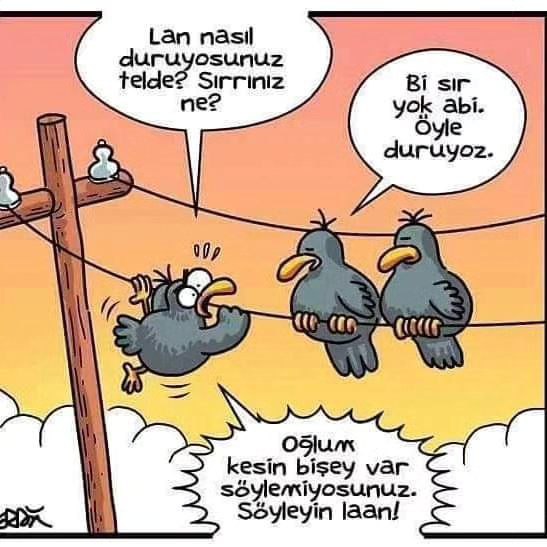 Lan nasıl
duruyosunuz
telde? Sırrınız
ne?
Bi sır
yok abi.
Öyle
duruyoz.
Oğlum
kesin bişey var
söylemiyosunuz.
Söyleyin laan!